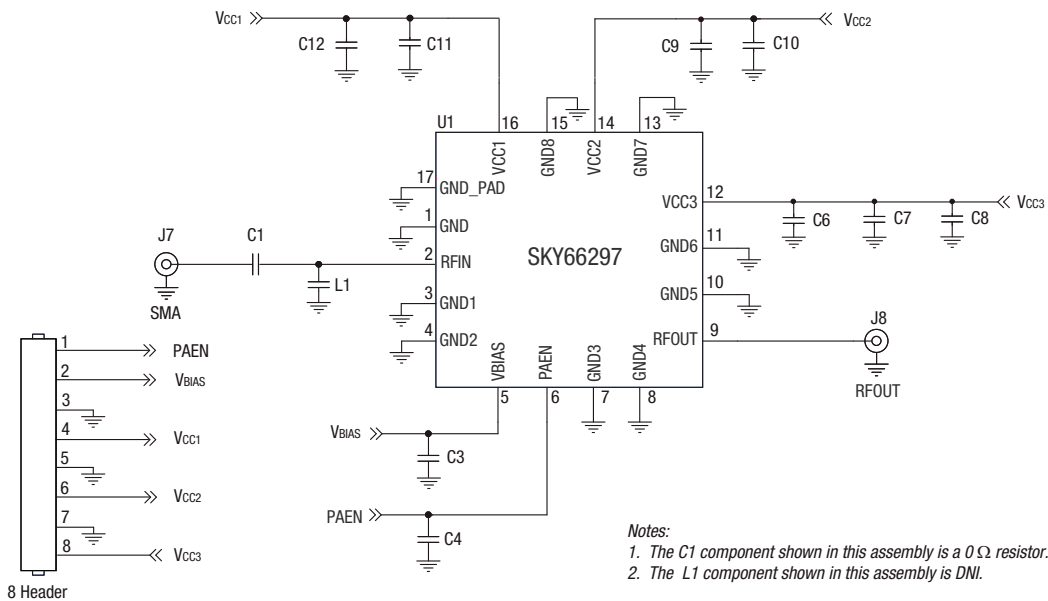 VCC1
VCC2
C12
C11
C9
C10
U1
16
15
14
13
VCC1
GND8
VCC2
GND7
17
GND_PAD
VCC3
12
VCC3
1
GND
C6
C7
C8
J7
C1
2
RFIN
SKY66297
GND6
11
L1
SMA
3
GND1
GND5
10
4
GND2
RFOUT
9
J8
RFOUT
VBIAS
PAEN
GND3
GND4
5
6
7
8
1
PAEN
2
VBIAS
3
4
VCC1
5
6
VCC2
7
8
VCC3
8 Header
VBIAS
C3
PAEN
C4
Notes:
1. The C1 component shown in this assembly is a 0 Ω resistor.
2. The L1 component shown in this assembly is DNI.